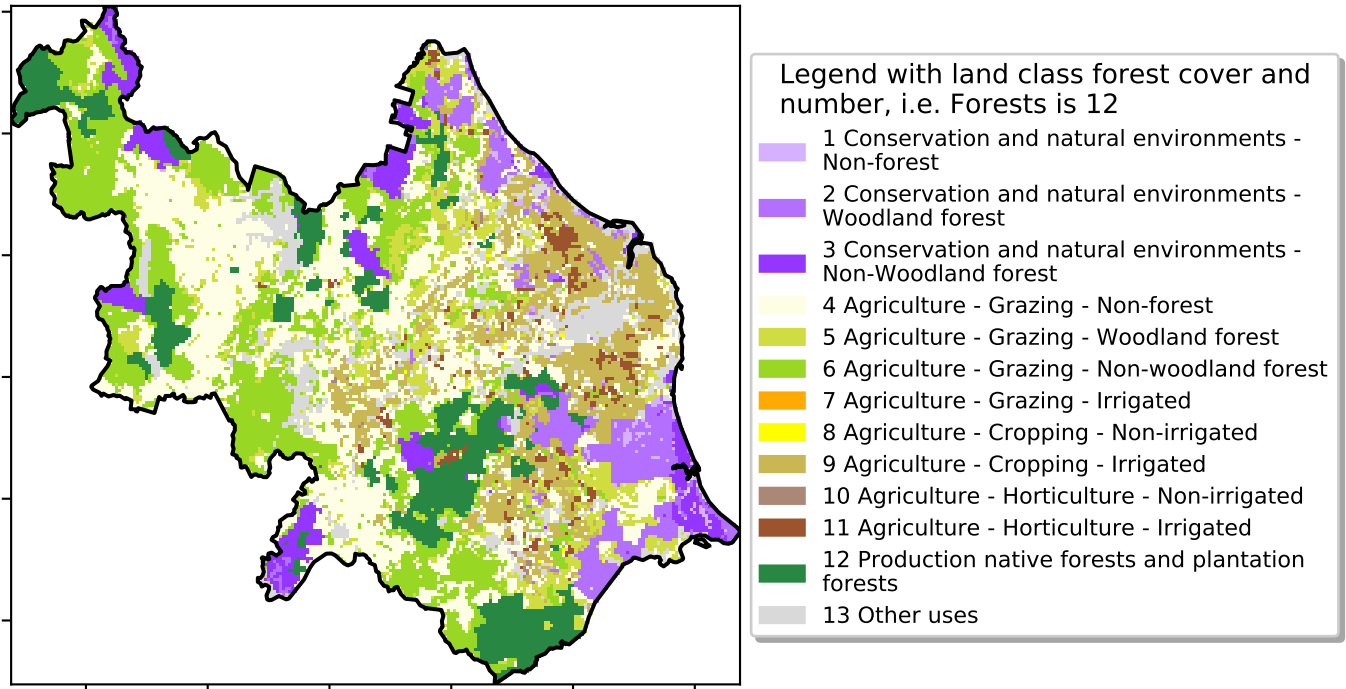 Legend with land class forest cover and
number, i.e. Forests is 12
1 Conservation and natural environments -
Non-forest
2 Conservation and natural environments -
Woodland forest
3 Conservation and natural environments -
Non-Woodland forest
4 Agriculture - Grazing - Non-forest
5 Agriculture - Grazing - Woodland forest
6 Agriculture - Grazing - Non-woodland forest
7 Agriculture - Grazing - Irrigated
8 Agriculture - Cropping - Non-irrigated
9 Agriculture - Cropping - Irrigated
10 Agriculture - Horticulture - Non-irrigated
11 Agriculture - Horticulture - Irrigated
12 Production native forests and plantation
forests
13 Other uses